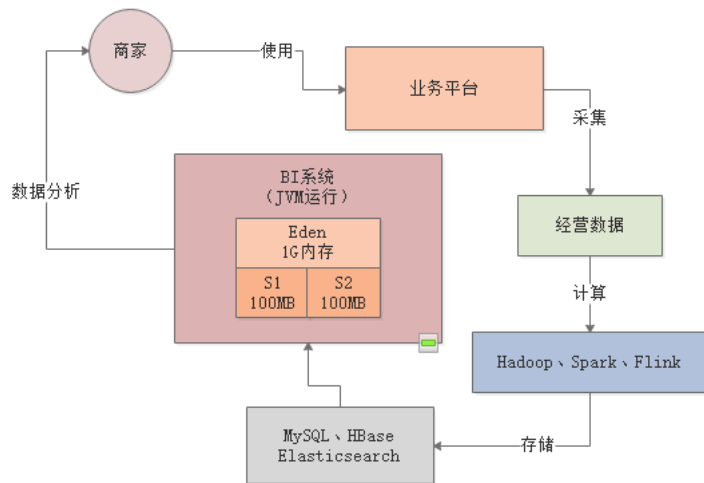 商家
使用
业务平台
采集
数据分析
BI系统
（JVM运行）
Eden
1G内存
S1
100MB
S2
100MB
经营数据
计算
Hadoop、Spark、Flink
MySQL、HBase
Elasticsearch
存储